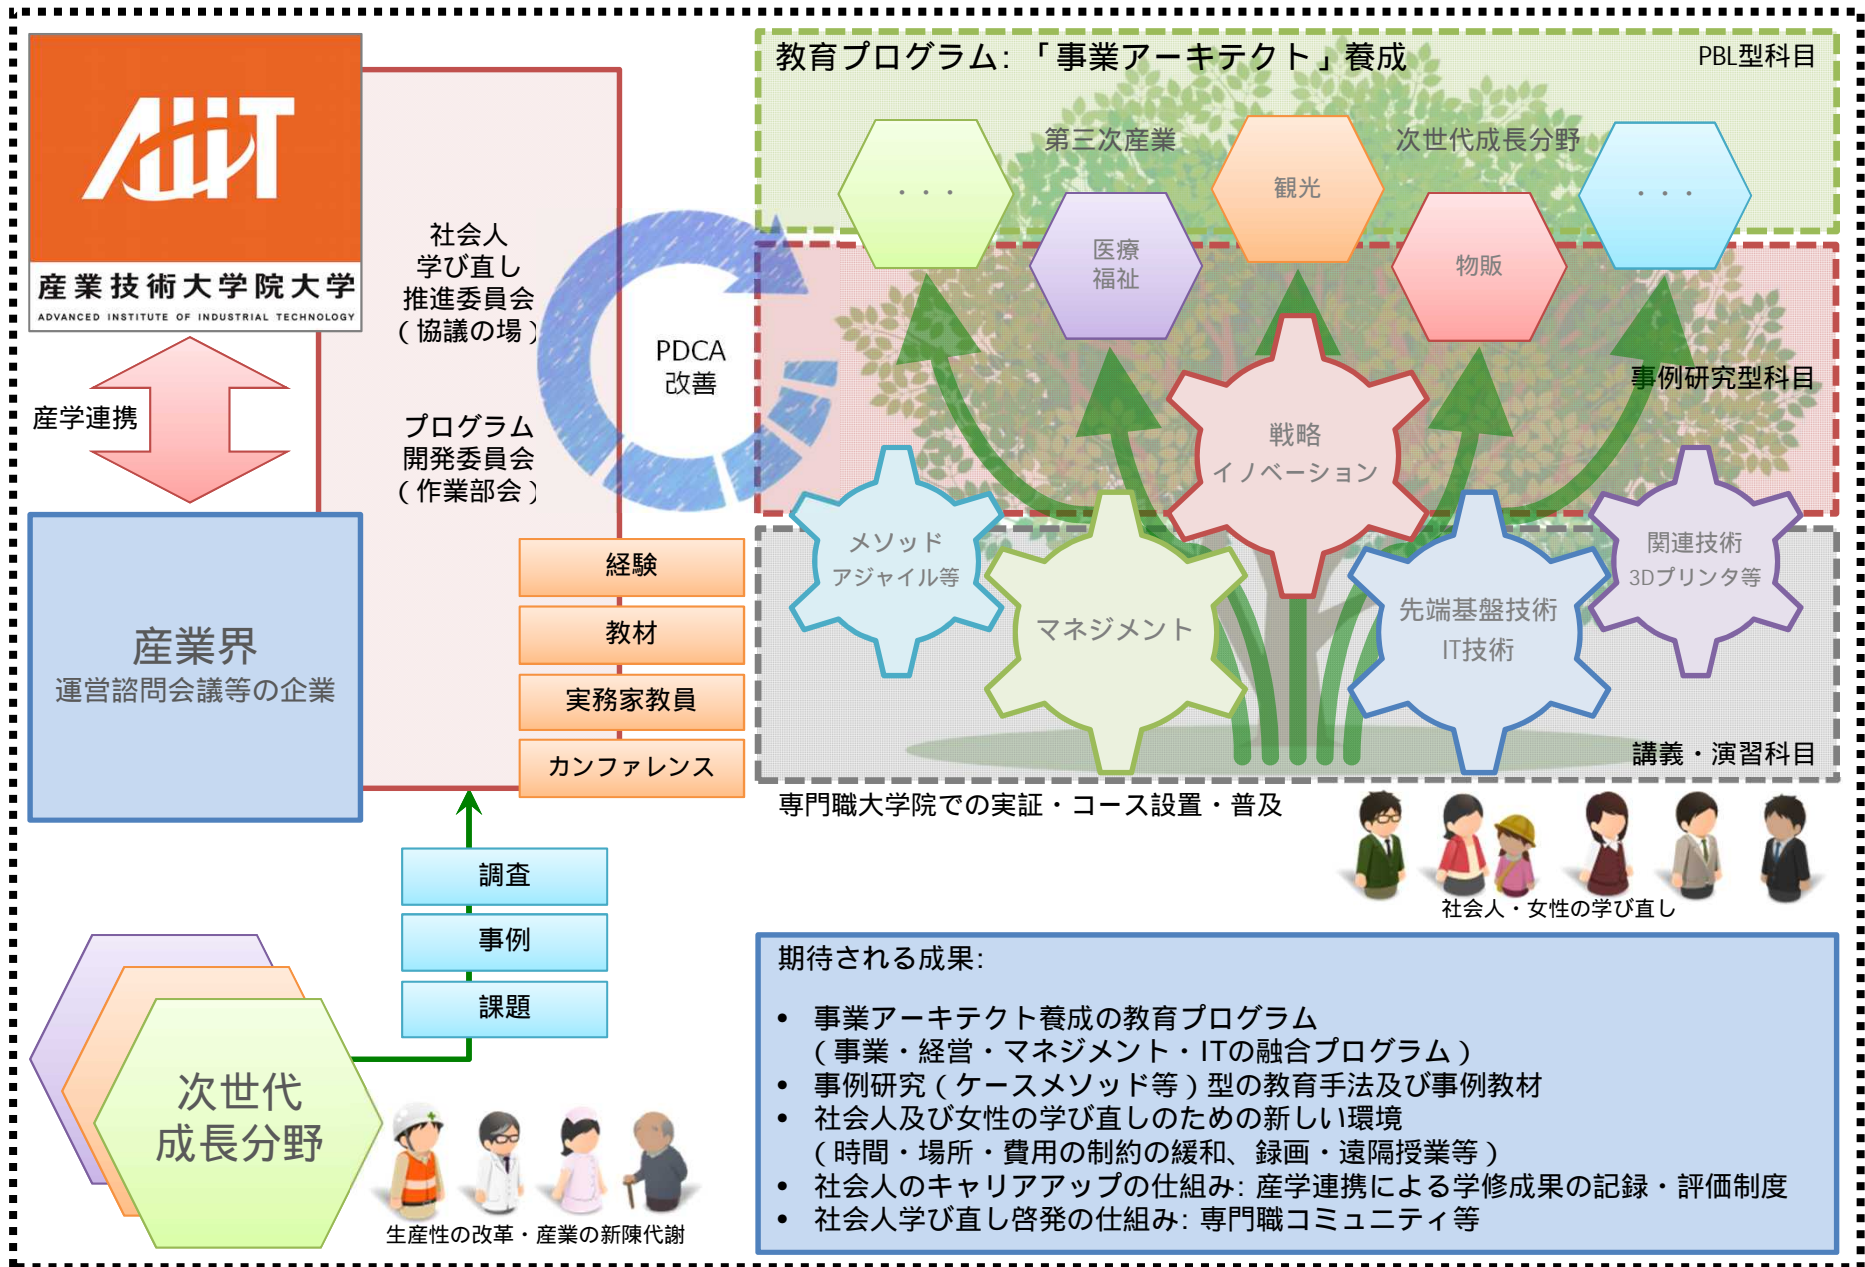 AIIT
産業技術大学院大学
ADVANCED INSTITUTE OF INDUSTRIAL TECHNOLOGY
産学連携
産業界
運営諮問会議等の企業
社会人
学び直し
推進委員会
(協議の場)
プログラム
開発委員会
(作業部会)
PDCA
改善
経験
教材
実務家教員
カンファレンス
調査
事例
課題
次世代
成長分野
生産性の改革・産業の新陳代謝
教育プログラム:「事業アーキテクト」養成
PBL型科目
第三次産業
次世代成長分野
・・・
医療
福祉
観光
物販
・・・
事例研究型科目
戦略
イノベーション
メソッド
アジャイル等
マネジメント
先端基盤技術
IT技術
関連技術
3Dプリンタ等
講義・演習科目
専門職大学院での実証・コース設置・普及
社会人・女性の学び直し
期待される成果:
• 事業アーキテクト養成の教育プログラム
(事業・経営・マネジメント・ITの融合プログラム)
• 事例研究(ケースメソッド等)型の教育手法及び事例教材
• 社会人及び女性の学び直しのための新しい環境
(時間・場所・費用の制約の緩和、録画・遠隔授業等)
• 社会人のキャリアアップの仕組み: 産学連携による学修成果の記録・評価制度
• 社会人学び直し啓発の仕組み: 専門職コミュニティ等